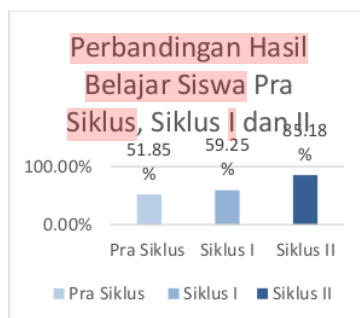 Perbandingan Hasil
Belajar Siswa Pra
Siklus, Siklus I dan II
51.85
%
59.25
%
85.18
%
100.00%
0.00%
Pra Siklus Siklus I Siklus II
Pra Siklus Siklus I Siklus II